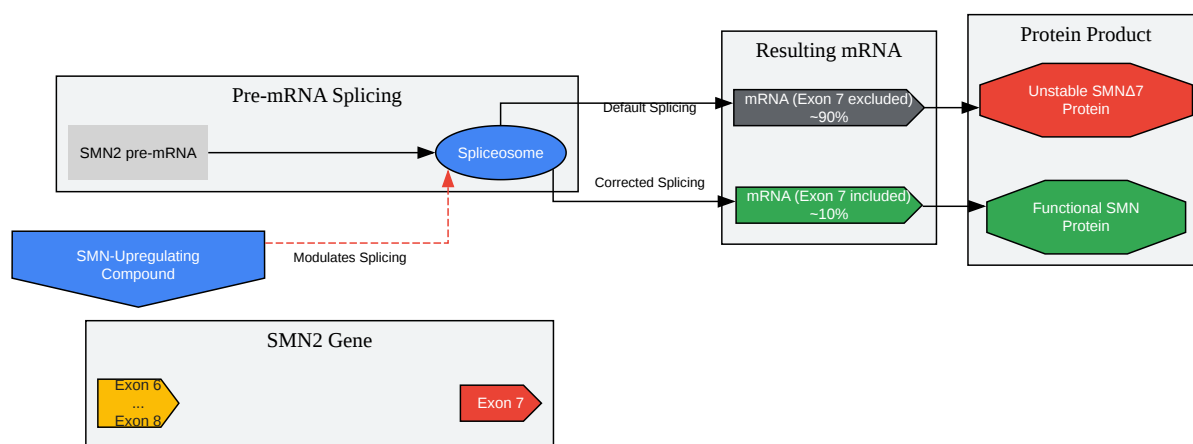 Pre-mRNA Splicing
SMN2 pre-mRNA
Spliceosome
Default Splicing
Corrected Splicing
Resulting mRNA
mRNA (Exon 7 excluded)
~90%
mRNA (Exon 7 included)
~10%
Protein Product
Unstable SMNΔ7
Protein
Functional SMN
Protein
SMN-Upregulating
Compound
Modulates Splicing
SMN2 Gene
Exon 6
...
Exon 8
Exon 7